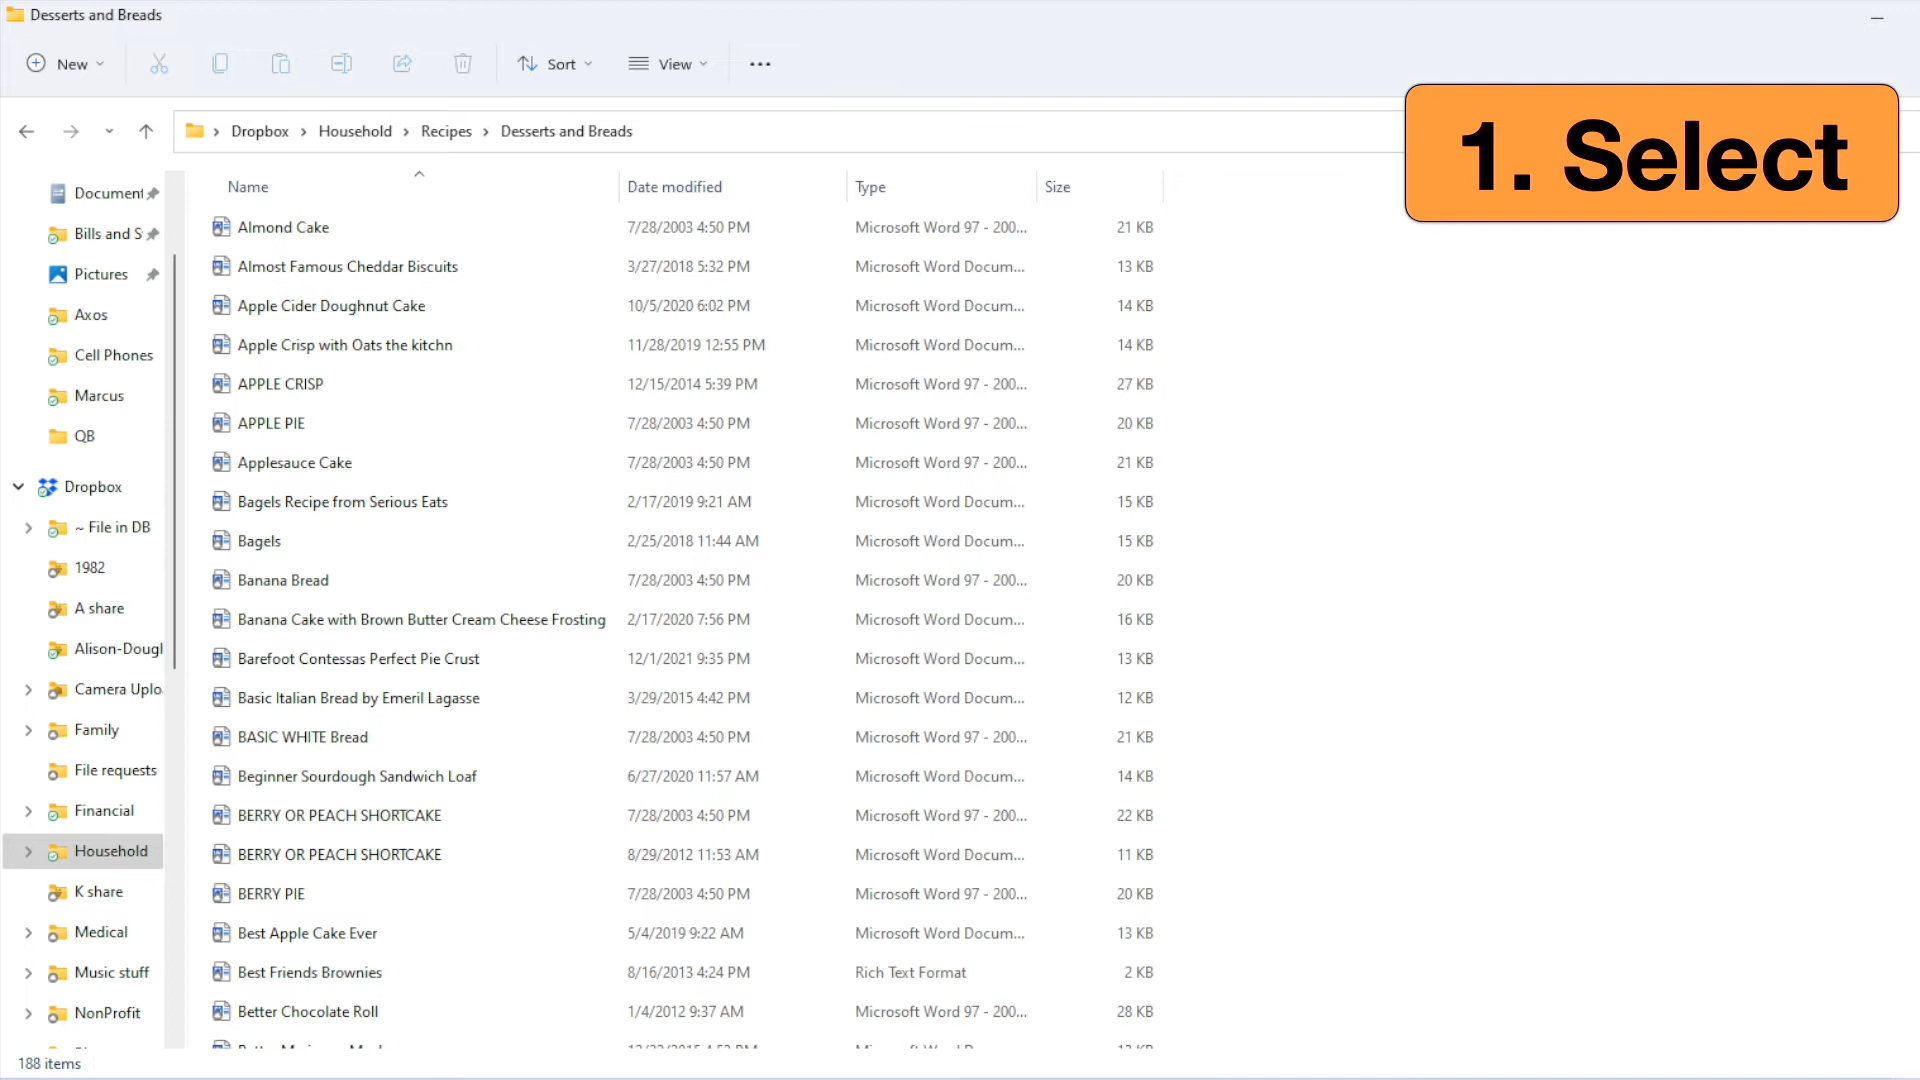 Desserts and Breads
New
Sort
View
1. Select
Dropbox > Household > Recipes > Desserts and Breads
Name Date modified Type Size
Document
Bills and S
Pictures
Axos
Cell Phones
Marcus
QB
Dropbox
~ File in DB
1982
A share
Alison-Dougl
Camera Uplo
Family
File requests
Financial
Household
K share
Medical
Music stuff
NonProfit
Almond Cake 7/28/2003 4:50 PM Microsoft Word 97 - 200... 21 KB
Almost Famous Cheddar Biscuits 3/27/2018 5:32 PM Microsoft Word Docum... 13 KB
Apple Cider Doughnut Cake 10/5/2020 6:02 PM Microsoft Word Docum... 14 KB
Apple Crisp with Oats the kitchn 11/28/2019 12:55 PM Microsoft Word Docum... 14 KB
APPLE CRISP 12/15/2014 5:39 PM Microsoft Word 97 - 200... 27 KB
APPLE PIE 7/28/2003 4:50 PM Microsoft Word 97 - 200... 20 KB
Applesauce Cake 7/28/2003 4:50 PM Microsoft Word 97 - 200... 21 KB
Bagels Recipe from Serious Eats 2/17/2019 9:21 AM Microsoft Word Docum... 15 KB
Bagels 2/25/2018 11:44 AM Microsoft Word Docum... 15 KB
Banana Bread 7/28/2003 4:50 PM Microsoft Word 97 - 200... 20 KB
Banana Cake with Brown Butter Cream Cheese Frosting 2/17/2020 7:56 PM Microsoft Word Docum... 16 KB
Barefoot Contessas Perfect Pie Crust 12/1/2021 9:35 PM Microsoft Word Docum... 13 KB
Basic Italian Bread by Emeril Lagasse 3/29/2015 4:42 PM Microsoft Word Docum... 12 KB
BASIC WHITE Bread 7/28/2003 4:50 PM Microsoft Word 97 - 200... 21 KB
Beginner Sourdough Sandwich Loaf 6/27/2020 11:57 AM Microsoft Word Docum... 14 KB
BERRY OR PEACH SHORTCAKE 7/28/2003 4:50 PM Microsoft Word 97 - 200... 22 KB
BERRY OR PEACH SHORTCAKE 8/29/2012 11:53 AM Microsoft Word Docum... 11 KB
BERRY PIE 7/28/2003 4:50 PM Microsoft Word 97 - 200... 20 KB
Best Apple Cake Ever 5/4/2019 9:22 AM Microsoft Word Docum... 13 KB
Best Friends Brownies 8/16/2013 4:24 PM Rich Text Format 2 KB
Better Chocolate Roll 1/4/2012 9:37 AM Microsoft Word 97 - 200... 28 KB
188 items